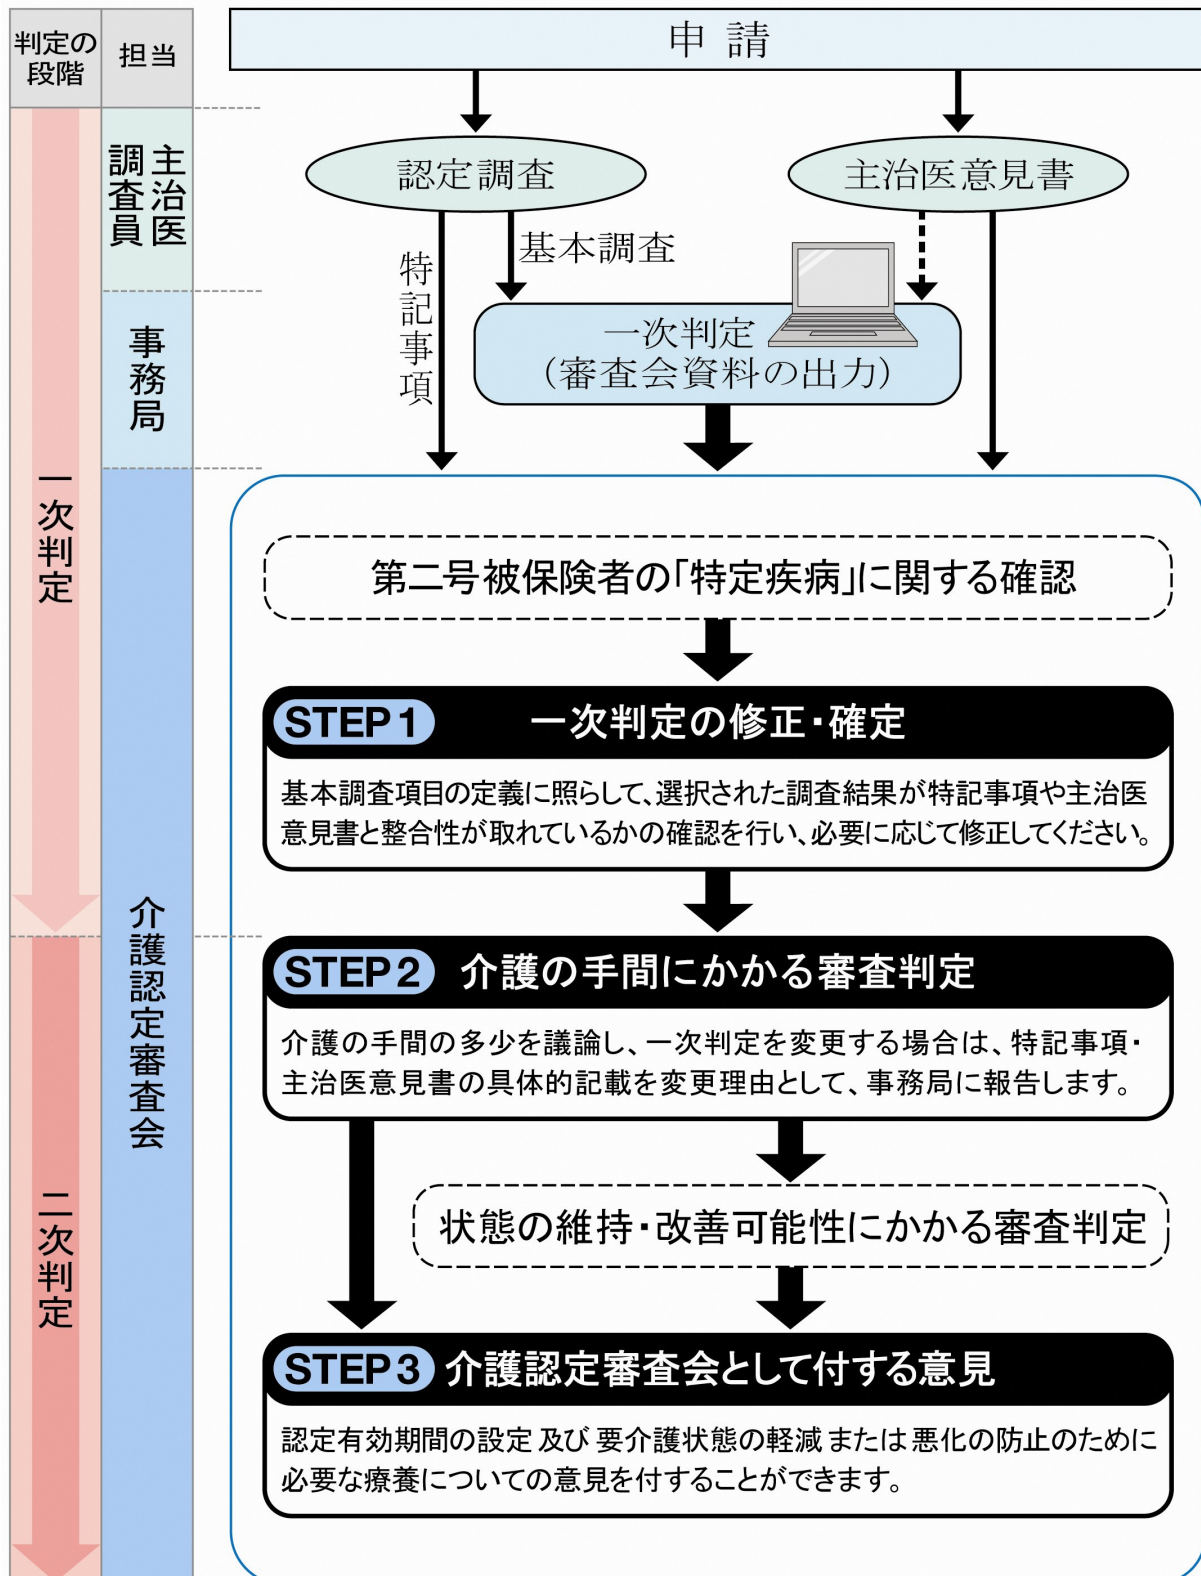 判定の
段階
担当
申請
主治医
調査員
認定調査
主治医意見書
特記事項
基本調査
事務局
一次判定
（審査会資料の出力）
一次判定
介護認定審査会
第二号被保険者の「特定疾病」に関する確認
STEP 1 一次判定の修正・確定
基本調査項目の定義に照らして、選択された調査結果が特記事項や主治医
意見書と整合性が取れているかの確認を行い、必要に応じて修正してください。
二次判定
STEP 2 介護の手間にかかる審査判定
介護の手間の多少を議論し、一次判定を変更する場合は、特記事項・
主治医意見書の具体的記載を変更理由として、事務局に報告します。
状態の維持・改善可能性にかかる審査判定
STEP 3 介護認定審査会として付する意見
認定有効期間の設定 及び 要介護状態の軽減 または 悪化の防止のために
必要な療養についての意見を付することができます。